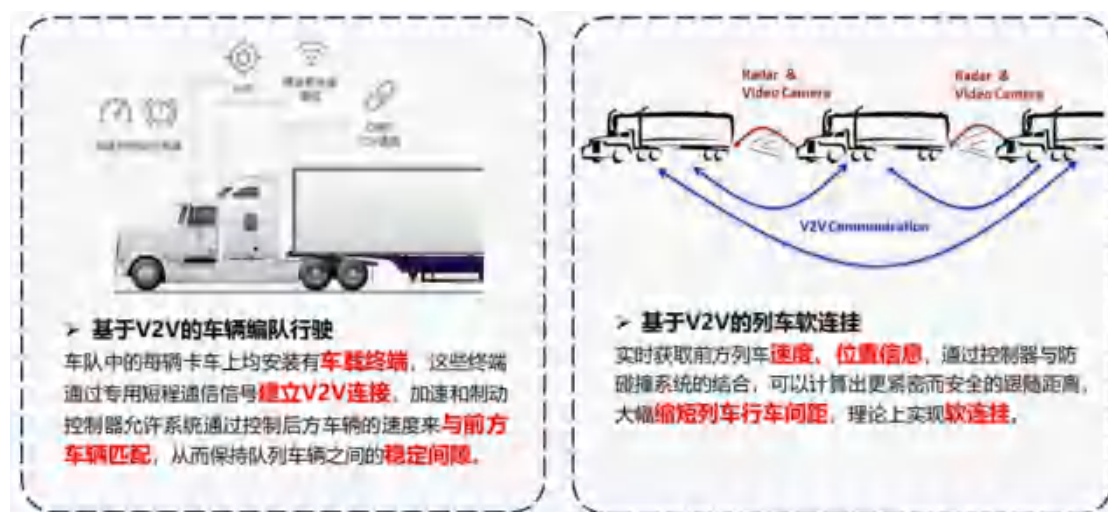 ➢ 基于V2V的车辆编队行驶
车队中的每辆卡车上均安装有车载终端，这些终端
通过专用短程通信信号建立V2V连接，加速和制动
控制器允许系统通过控制后方车辆的速度来与前方
车辆匹配，从而保持队列车辆之间的稳定间隙。
Radar &
Video Camera
Radar &
Video Camera
V2V Communication
➢ 基于V2V的列车软连挂
实时获取前方列车速度、位置信息，通过控制器与防
碰撞系统的结合，可以计算出更紧密而安全的跟随距离，
大幅缩短列车行车间距，理论上实现软连挂。